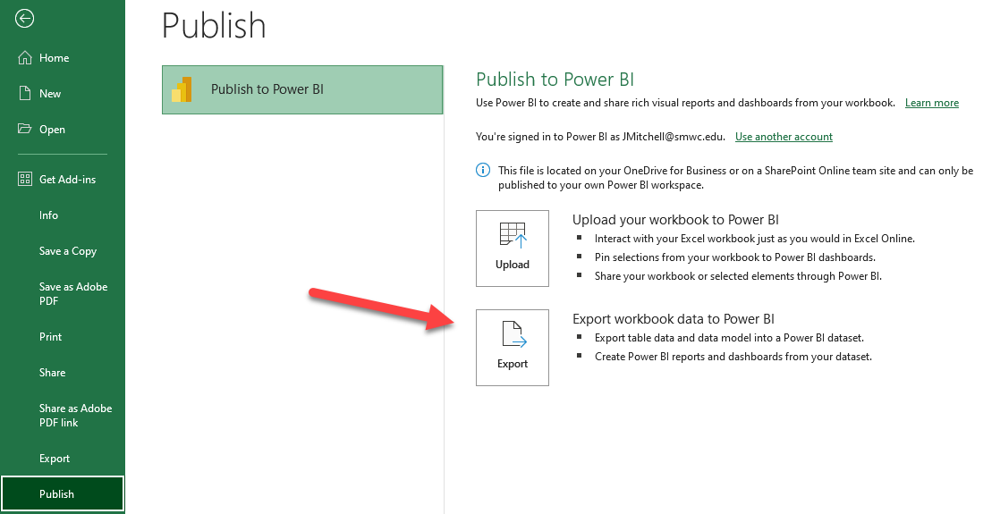 Publish
Home
New
Open
Get Add-ins
Info
Save a Copy
Save as Adobe
PDF
Print
Share
Share as Adobe
PDF link
Export
Publish
Publish to Power BI
Publish to Power BI
Use Power BI to create and share rich visual reports and dashboards from your workbook. Learn more
You're signed in to Power BI as JMitchell@smwc.edu. Use another account
This file is located on your OneDrive for Business or on a SharePoint Online team site and can only be
published to your own Power BI workspace.
Upload
Upload your workbook to Power BI
Interact with your Excel workbook just as you would in Excel Online.
Pin selections from your workbook to Power BI dashboards.
Share your workbook or selected elements through Power BI.
Export
Export workbook data to Power BI
Export table data and data model into a Power BI dataset.
Create Power BI reports and dashboards from your dataset.